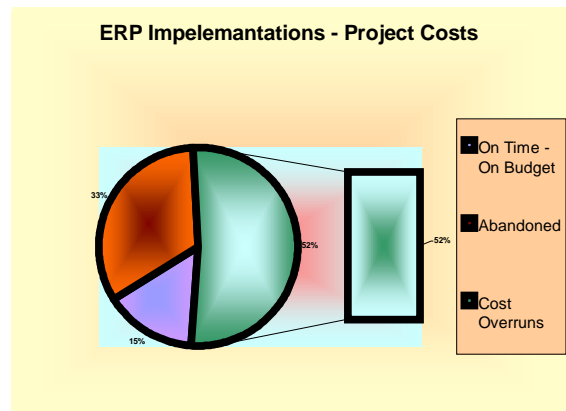 ERP Impelemantations - Project Costs
33%
52%
52%
15%
On Time -
On Budget
Abandoned
Cost
Overruns